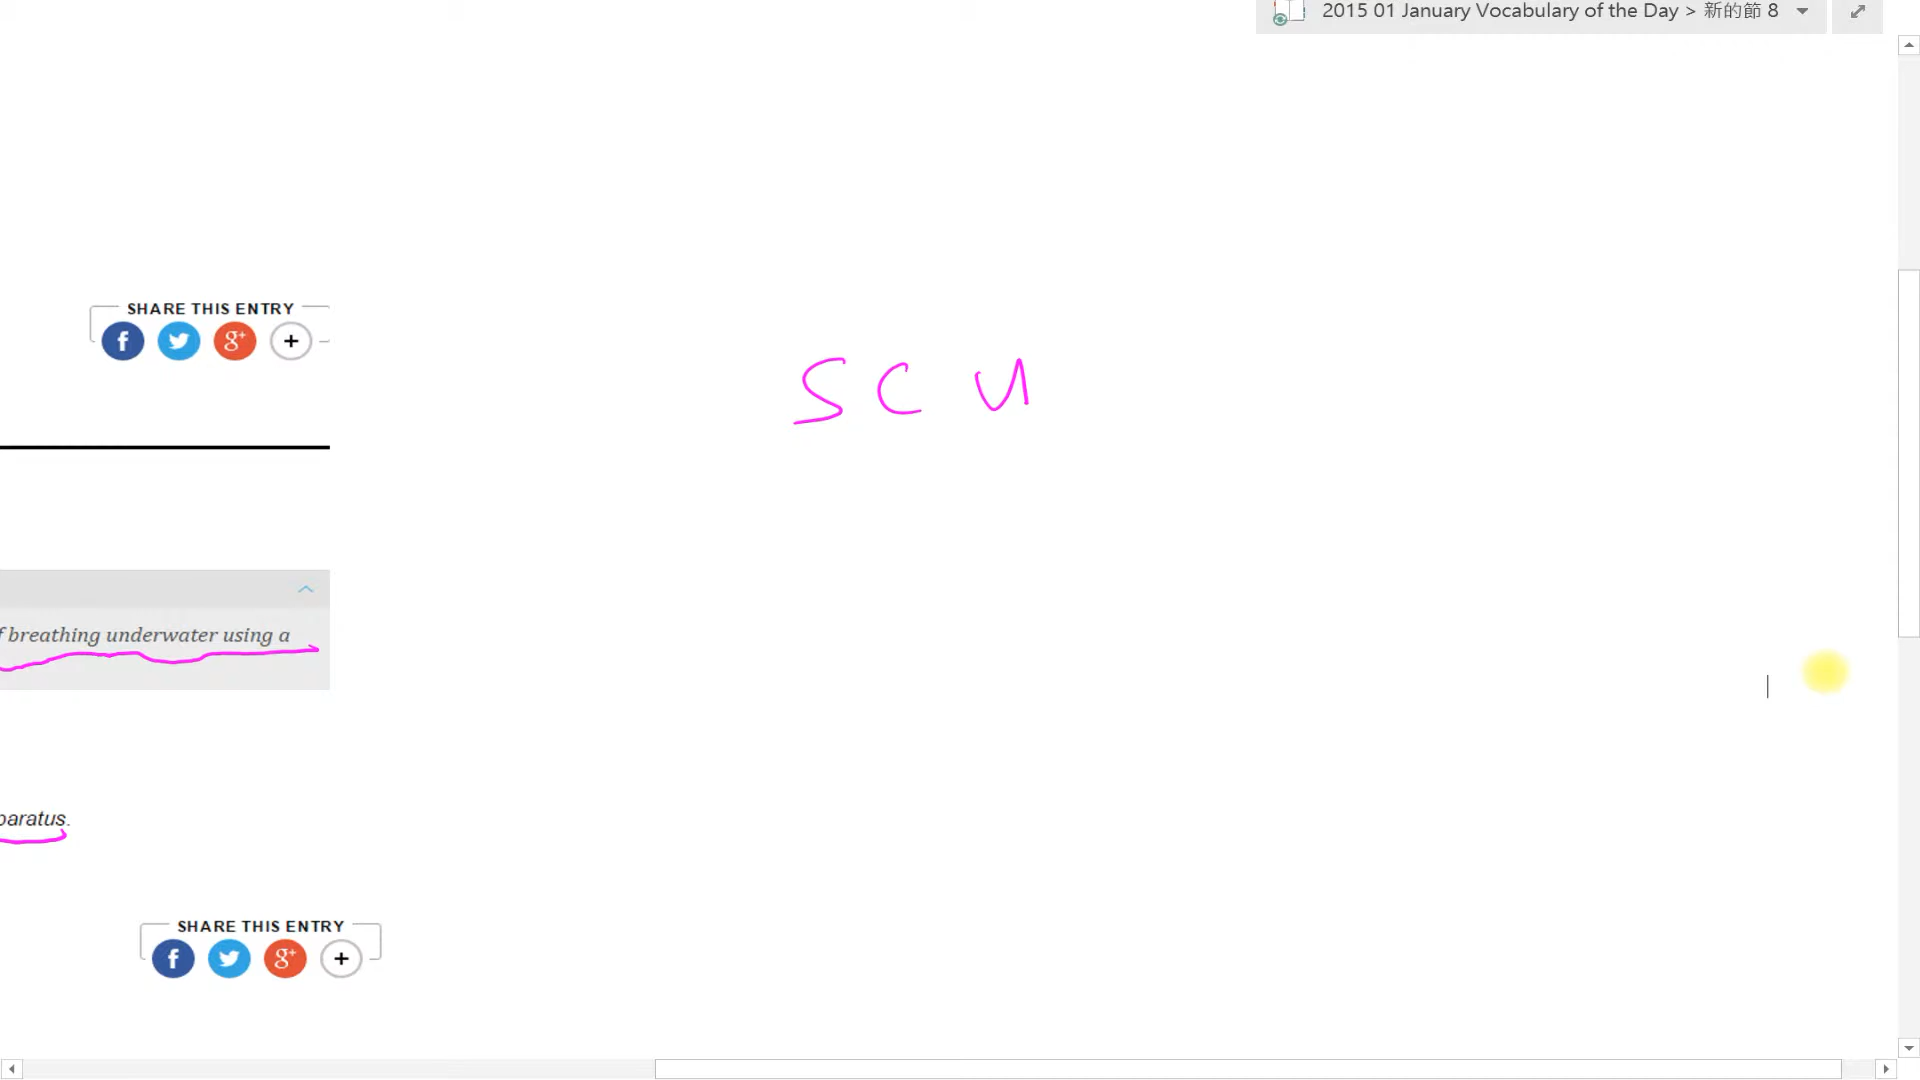 2015 01 January Vocabulary of the Day > 新的節 8
SHARE THIS ENTRY
f g+ +
S C U
f breathing underwater using a
paratus.
SHARE THIS ENTRY
f g+ +